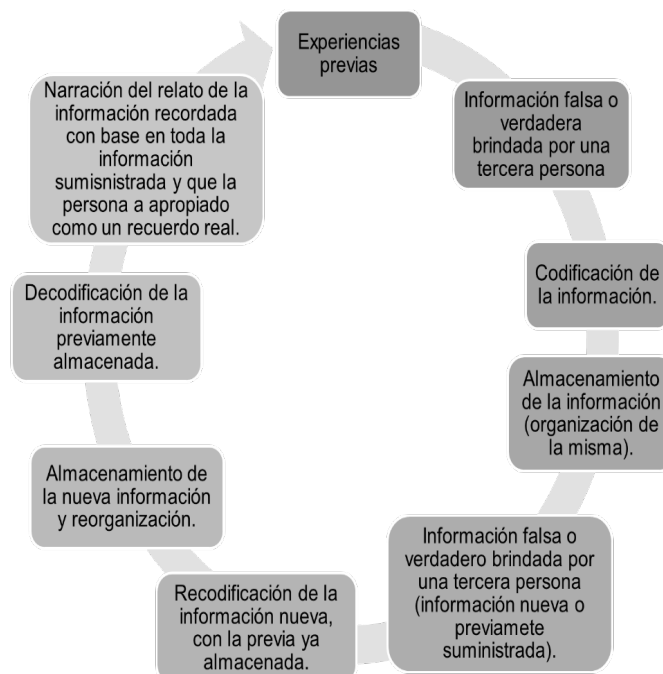 Experiencias
previas
Información falsa o
verdadera
brindada por una
tercera persona
Codificación de
la información.
Almacenamiento
de la información
(organización de
la misma).
Información falsa o
verdadero brindada por
una tercera persona
(información nueva o
previamete
suministrada).
Recodificación de la
información nueva,
con la previa ya
almacenada.
Almacenamiento de
la nueva información
y reorganización.
Decodificación de la
información
previamente
almacenada.
Narración del relato de la
información recordada
con base en toda la
información
sumisnistrada y que la
persona a apropiado
como un recuerdo real.